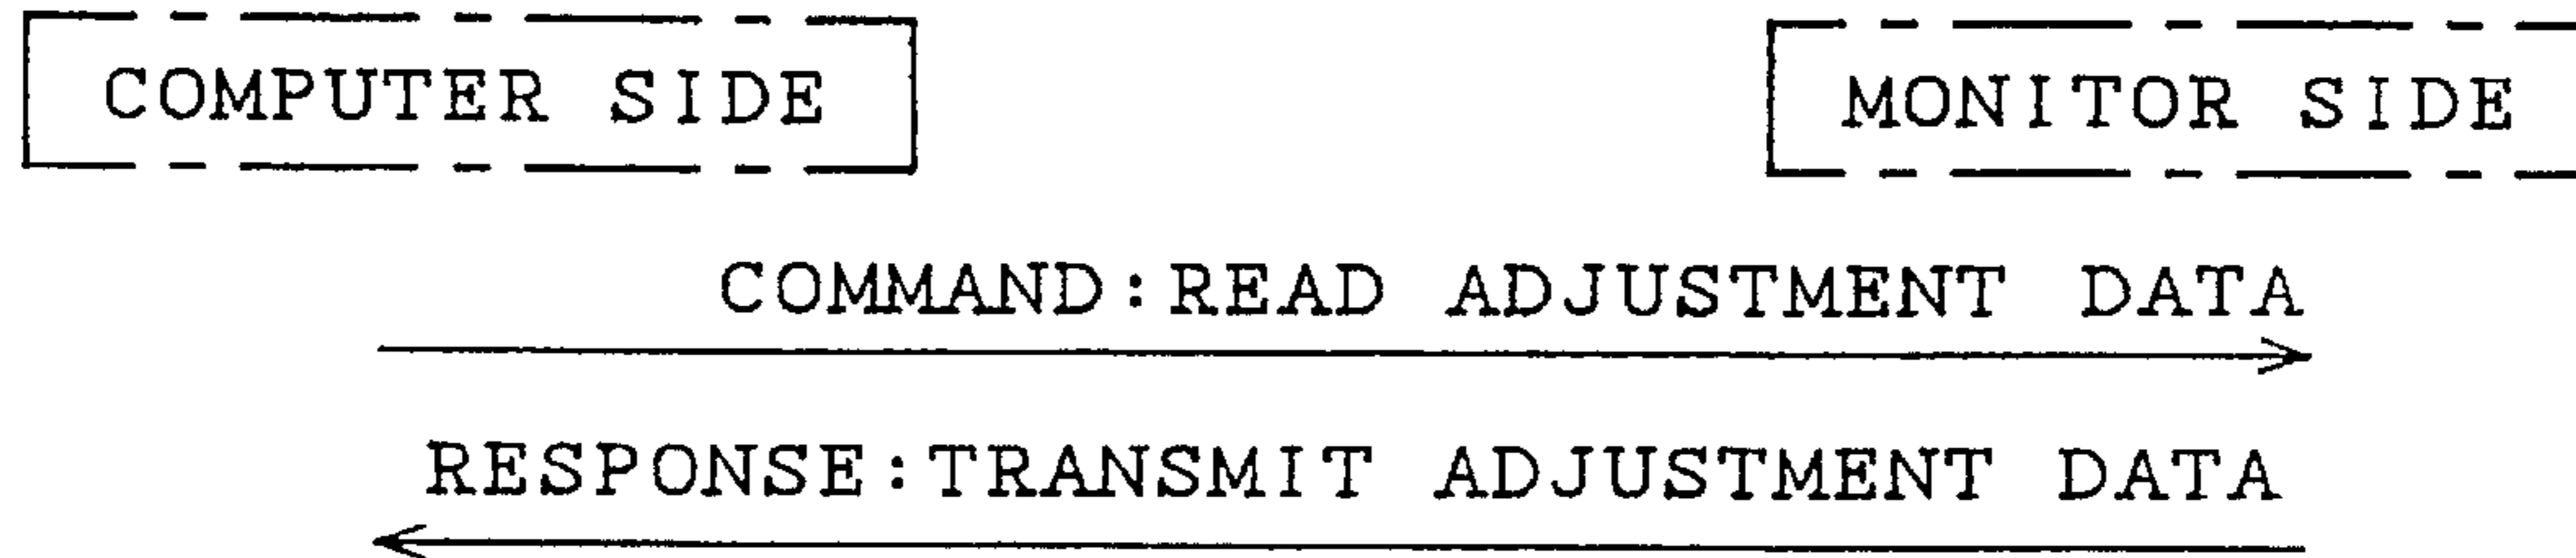 COMPUTER SIDE
MONITOR SIDE
COMMAND:READ ADJUSTMENT DATA
RESPONSE:TRANSMIT ADJUSTMENT DATA